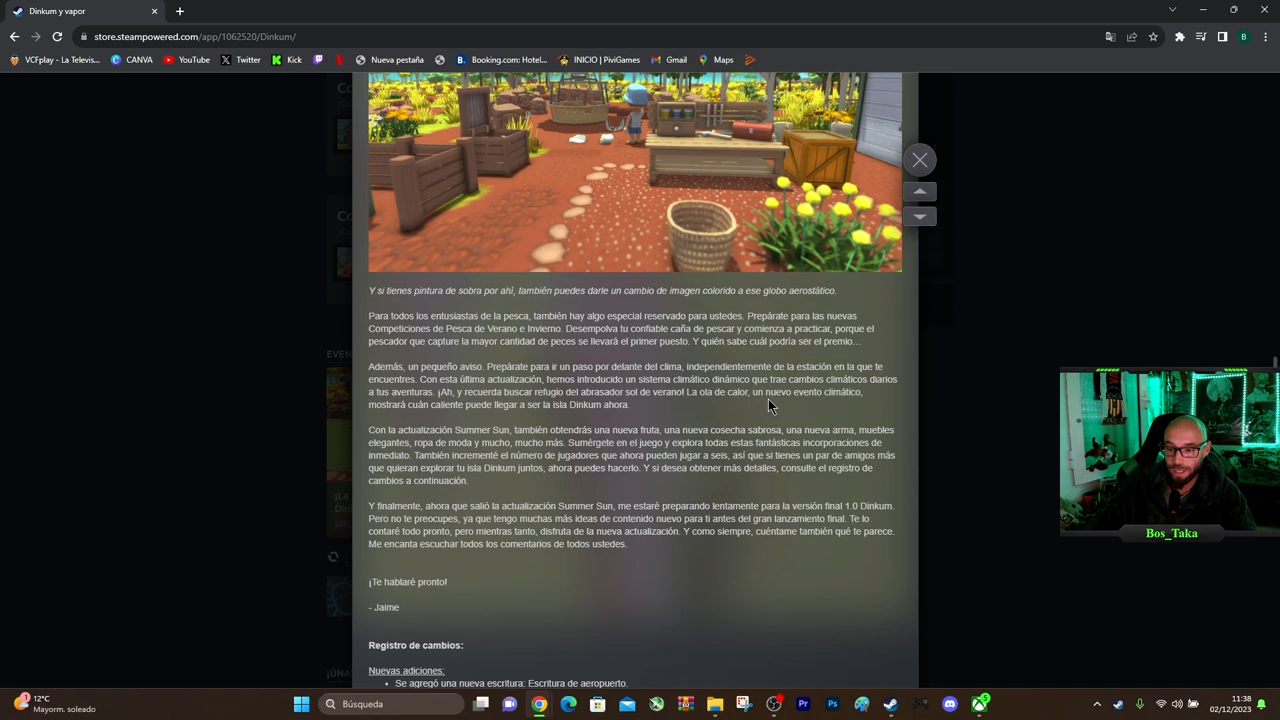 Dinkum y vapor
store.steampowered.com/app/1062520/Dinkum/
B
VCFplay - La Televis...
CANVA
YouTube
Twitter
Kick
Nueva pestaña
Booking.com: Hotel...
INICIO | PiviGames
Gmail
Maps
Y si tienes pintura de sobra por ahí, también puedes darle un cambio de imagen colorido a ese globo aerostático.
Para todos los entusiastas de la pesca, también hay algo especial reservado para ustedes. Prepárate para las nuevas
Competiciones de Pesca de Verano e Invierno. Desempolva tu confiable caña de pescar y comienza a practicar, porque el
pescador que capture la mayor cantidad de peces se llevará el primer puesto. Y quién sabe cuál podría ser el premio...
Además, un pequeño aviso. Prepárate para ir un paso por delante del clima, independientemente de la estación en la que te
encuentres. Con esta última actualización, hemos introducido un sistema climático dinámico que trae cambios climáticos diarios
a tus aventuras. ¡Ah, y recuerda buscar refugio del abrasador sol de verano! La ola de calor, un nuevo evento climático,
mostrará cuán caliente puede llegar a ser la isla Dinkum ahora.
Con la actualización Summer Sun, también obtendrás una nueva fruta, una nueva cosecha sabrosa, una nueva arma, muebles
elegantes, ropa de moda y mucho, mucho más. Sumérgete en el juego y explora todas estas fantásticas incorporaciones de
inmediato. También incrementé el número de jugadores que ahora pueden jugar a seis, así que si tienes un par de amigos más
que quieran explorar tu isla Dinkum juntos, ahora puedes hacerlo. Y si desea obtener más detalles, consulte el registro de
cambios a continuación.
Y finalmente, ahora que salió la actualización Summer Sun, me estaré preparando lentamente para la versión final 1.0 Dinkum.
Pero no te preocupes, ya que tengo muchas más ideas de contenido nuevo para ti antes del gran lanzamiento final. Te lo
contaré todo pronto, pero mientras tanto, disfruta de la nueva actualización. Y como siempre, cuéntame también qué te parece.
Me encanta escuchar todos los comentarios de todos ustedes.
¡Te hablaré pronto!
- Jaime
Registro de cambios:
Nuevas adiciones:
• Se agregó una nueva escritura: Escritura de aeropuerto.
Bos_Taka
1
12°C
Mayorm. soleado
Búsqueda
Pr
Ps
5
11:38
02/12/2023